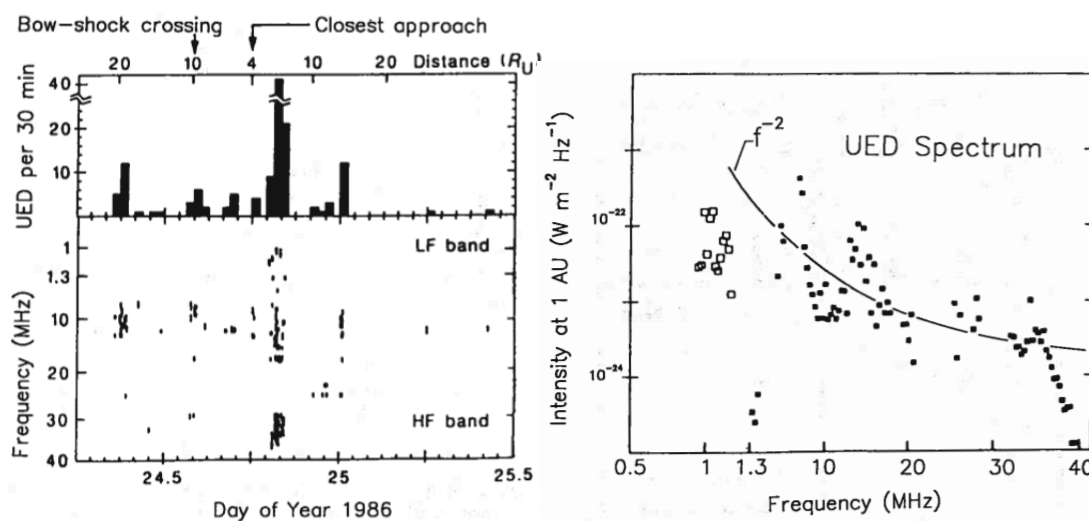 Bow-shock crossing
Closest approach
20 10 4 10 20 Distance (R_U)
UED per 30 min
40
20
10
Frequency (MHz)
1
1.3
10
20
30
40
LF band
HF band
24.5 25 25.5
Day of Year 1986
f⁻²
UED Spectrum
Intensity at 1 AU (W m⁻² Hz⁻¹)
10⁻²²
10⁻²⁴
0.5 1 1.3 10 20 30 40
Frequency (MHz)